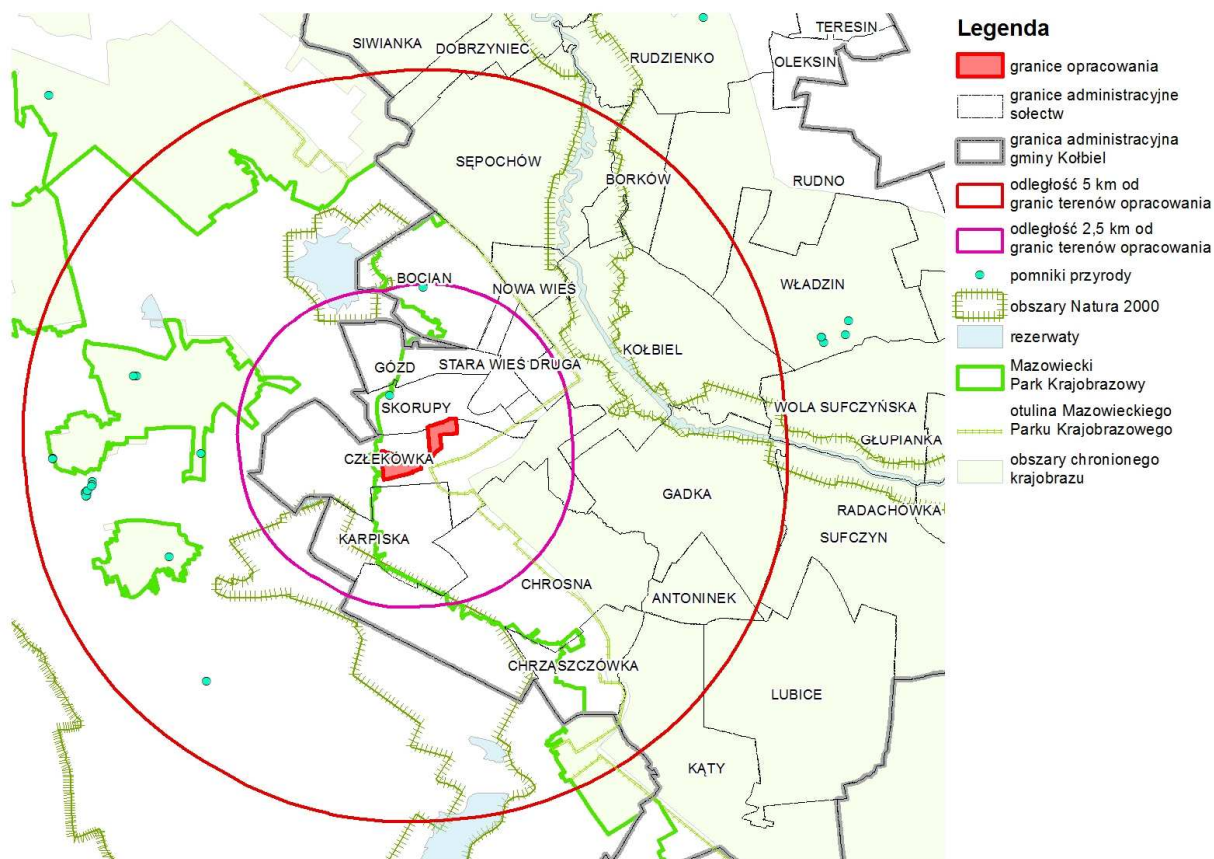 TERESIN
SIWIANKA
DOBRZYNIEC
RUDZIENKO
OLEKSIN
SĘPOCHÓW
BORKÓW
RUDNO
BOCIAN
NOWA WIEŚ
WŁADZIN
KOŁBIEL
GÓZD
STARA WIEŚ DRUGA
SKORUPY
WOLA SUFCZYŃSKA
GŁUPIANKA
CZŁEKÓWKA
GADKA
RADACHÓWKA
SUFCZYN
KARPISKA
CHROSNA
ANTONINEK
CHRZĄSZCZÓWKA
LUBICE
KĄTY
Legenda
granice opracowania
granice administracyjne
sołectw
granica administracyjna
gminy Kołbiel
odległość 5 km od
granic terenów opracowania
odległość 2,5 km od
granic terenów opracowania
pomniki przyrody
obszary Natura 2000
rezerwaty
Mazowiecki
Park Krajobrazowy
otulina Mazowieckiego
Parku Krajobrazowego
obszary chronionego
krajobrazu